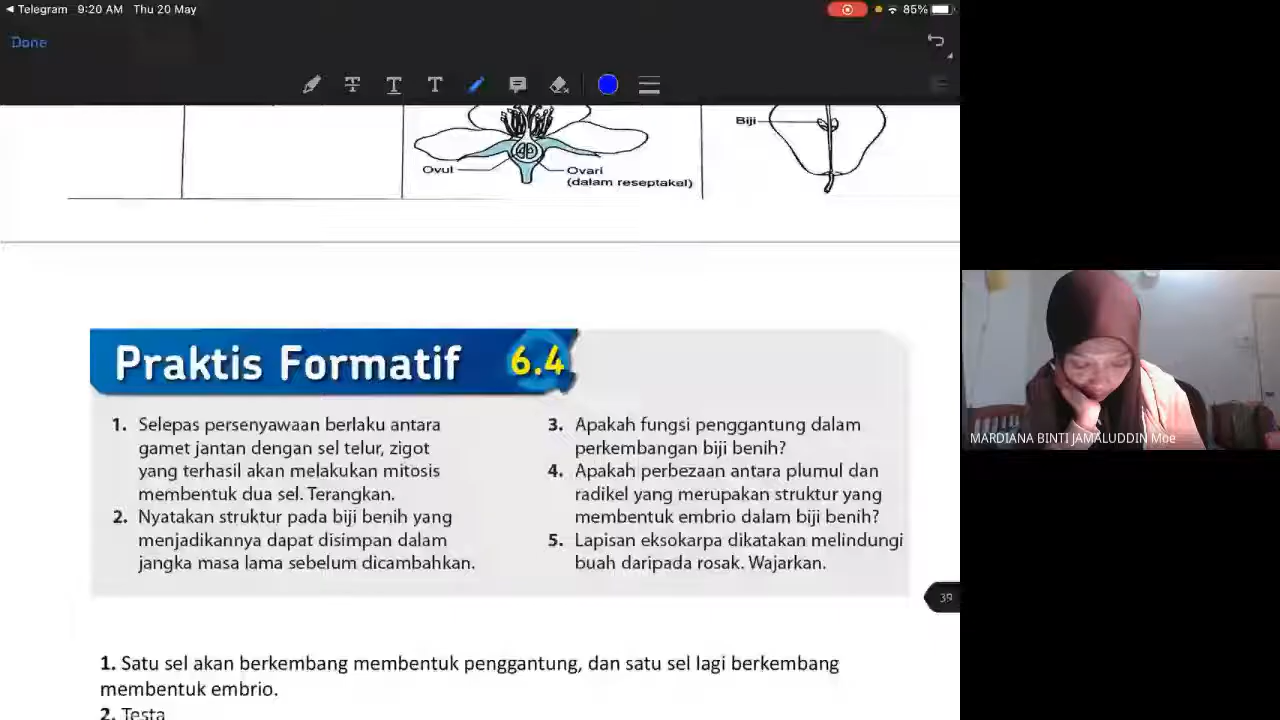 Telegram 9:20 AM Thu 20 May 85%
Done
Ovul
Ovari
(dalam reseptakel)
Biji
Praktis Formatif 6.4
1. Selepas persenyawaan berlaku antara
gamet jantan dengan sel telur, zigot
yang terhasil akan melakukan mitosis
membentuk dua sel. Terangkan.
2. Nyatakan struktur pada biji benih yang
menjadikannya dapat disimpan dalam
jangka masa lama sebelum dicambahkan.
3. Apakah fungsi penggantung dalam
perkembangan biji benih?
4. Apakah perbezaan antara plumul dan
radikel yang merupakan struktur yang
membentuk embrio dalam biji benih?
5. Lapisan eksokarpa dikatakan melindungi
buah daripada rosak. Wajarkan.
39
1. Satu sel akan berkembang membentuk penggantung, dan satu sel lagi berkembang
membentuk embrio.
2. Testa
MARDIANA BINTI JAMALUDDIN Moe